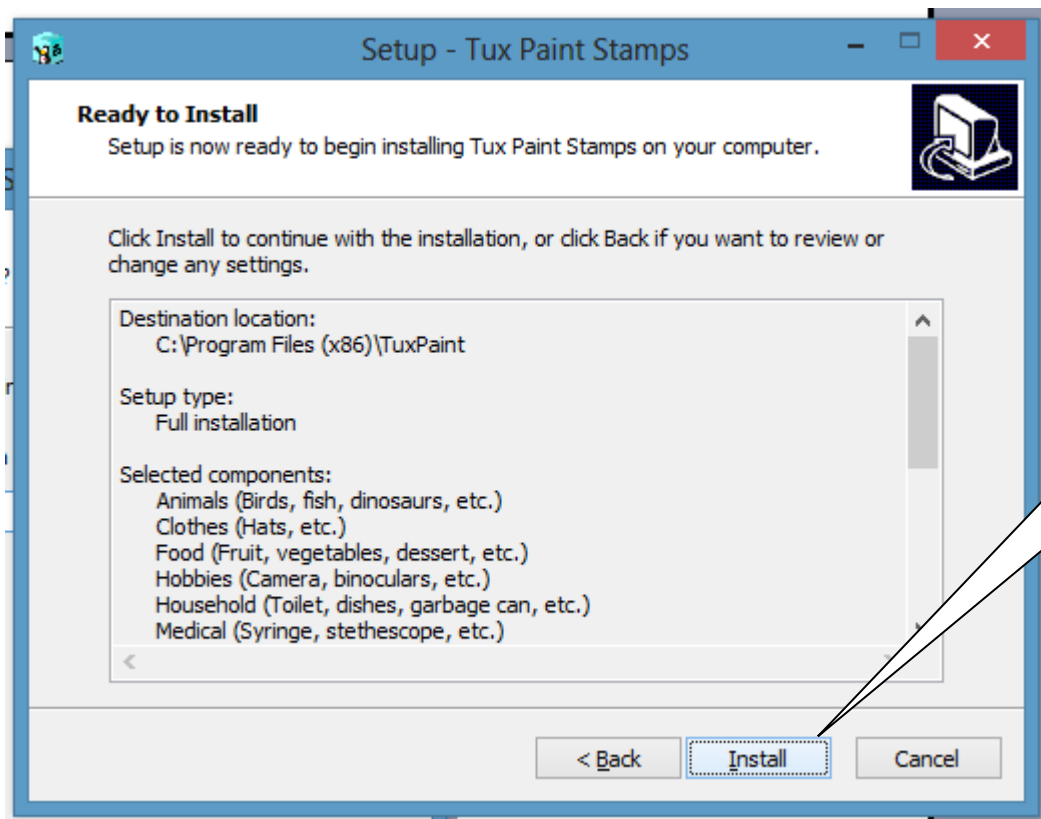 Setup - Tux Paint Stamps
Ready to Install
Setup is now ready to begin installing Tux Paint Stamps on your computer.
Click Install to continue with the installation, or click Back if you want to review or
change any settings.
Destination location:
C:\Program Files (x86)\TuxPaint
Setup type:
Full installation
Selected components:
Animals (Birds, fish, dinosaurs, etc.)
Clothes (Hats, etc.)
Food (Fruit, vegetables, dessert, etc.)
Hobbies (Camera, binoculars, etc.)
Household (Toilet, dishes, garbage can, etc.)
Medical (Syringe, stethescope, etc.)
< Back Install Cancel